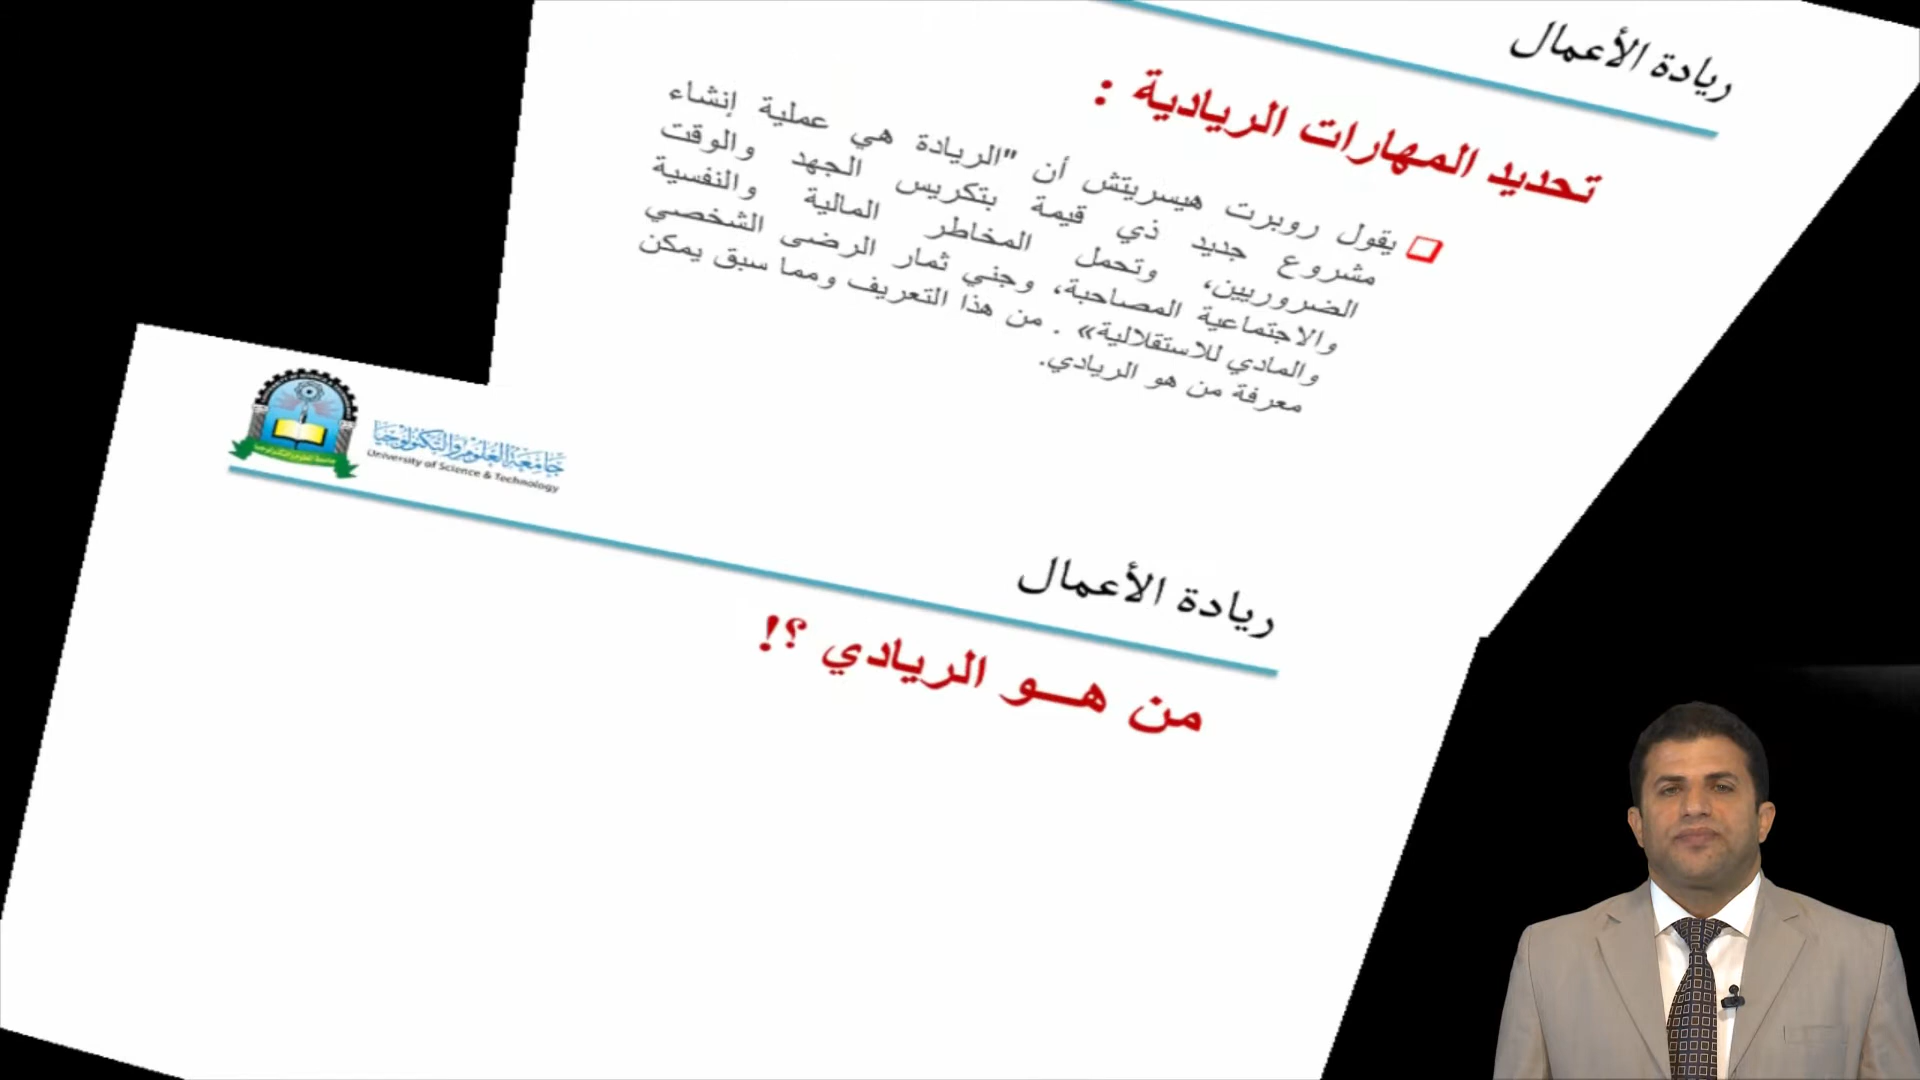 ريادة الأعمال
تحديد المهارات الريادية :
يقول روبرت هيسريتش أن "الريادة هي عملية إنشاء
مشروع جديد ذي قيمة بتكريس الجهد والوقت
الضروريين، وتحمل المخاطر المالية والنفسية
والاجتماعية المصاحبة، وجني ثمار الرضى الشخصي
والمادي للاستقلالية» . من هذا التعريف ومما سبق يمكن
معرفة من هو الريادي.
جامعة العلوم والتكنولوجيا
University of Science & Technology
ريادة الأعمال
من هـو الريادي ؟!